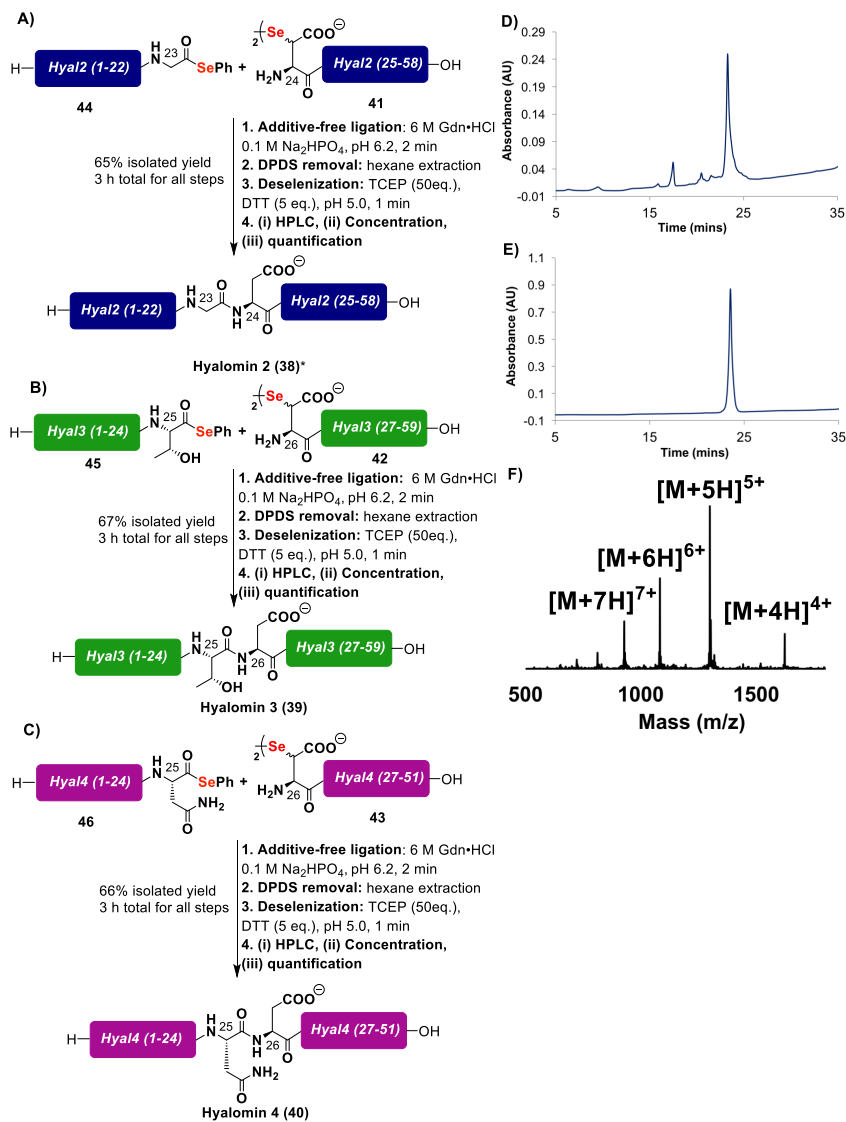 A)
H
Hyal2 (1-22)
H
N
23
O
SePh
+
2
Se
COO⊖
H2N
24
O
Hyal2 (25-58)
OH
44
41
65% isolated yield
3 h total for all steps
1. Additive-free ligation: 6 M Gdn•HCl
0.1 M Na2HPO4, pH 6.2, 2 min
2. DPDS removal: hexane extraction
3. Deselenization: TCEP (50eq.),
DTT (5 eq.), pH 5.0, 1 min
4. (i) HPLC, (ii) Concentration,
(iii) quantification
H
Hyal2 (1-22)
N
H
23
O
N
H
24
COO⊖
O
Hyal2 (25-58)
OH
Hyalomin 2 (38)*
B)
H
Hyal3 (1-24)
H
N
25
O
SePh
OH
+
2
Se
COO⊖
H2N
26
O
Hyal3 (27-59)
OH
45
42
67% isolated yield
3 h total for all steps
1. Additive-free ligation: 6 M Gdn•HCl
0.1 M Na2HPO4, pH 6.2, 2 min
2. DPDS removal: hexane extraction
3. Deselenization: TCEP (50eq.),
DTT (5 eq.), pH 5.0, 1 min
4. (i) HPLC, (ii) Concentration,
(iii) quantification
H
Hyal3 (1-24)
H
N
25
O
OH
N
H
26
COO⊖
O
Hyal3 (27-59)
OH
Hyalomin 3 (39)
C)
H
Hyal4 (1-24)
H
N
25
O
SePh
NH2
O
+
2
Se
COO⊖
H2N
26
O
Hyal4 (27-51)
OH
46
43
66% isolated yield
3 h total for all steps
1. Additive-free ligation: 6 M Gdn•HCl
0.1 M Na2HPO4, pH 6.2, 2 min
2. DPDS removal: hexane extraction
3. Deselenization: TCEP (50eq.),
DTT (5 eq.), pH 5.0, 1 min
4. (i) HPLC, (ii) Concentration,
(iii) quantification
H
Hyal4 (1-24)
H
N
25
O
NH2
O
N
H
26
COO⊖
O
Hyal4 (27-51)
OH
Hyalomin 4 (40)
D)
Absorbance (AU)
0.29
0.24
0.19
0.14
0.09
0.04
-0.01
5 15 25 35
Time (mins)
E)
Absorbance (AU)
1.1
0.9
0.7
0.5
0.3
0.1
-0.1
5 15 25 35
Time (mins)
F)
[M+5H]5+
[M+6H]6+
[M+7H]7+
[M+4H]4+
500 1000 1500
Mass (m/z)